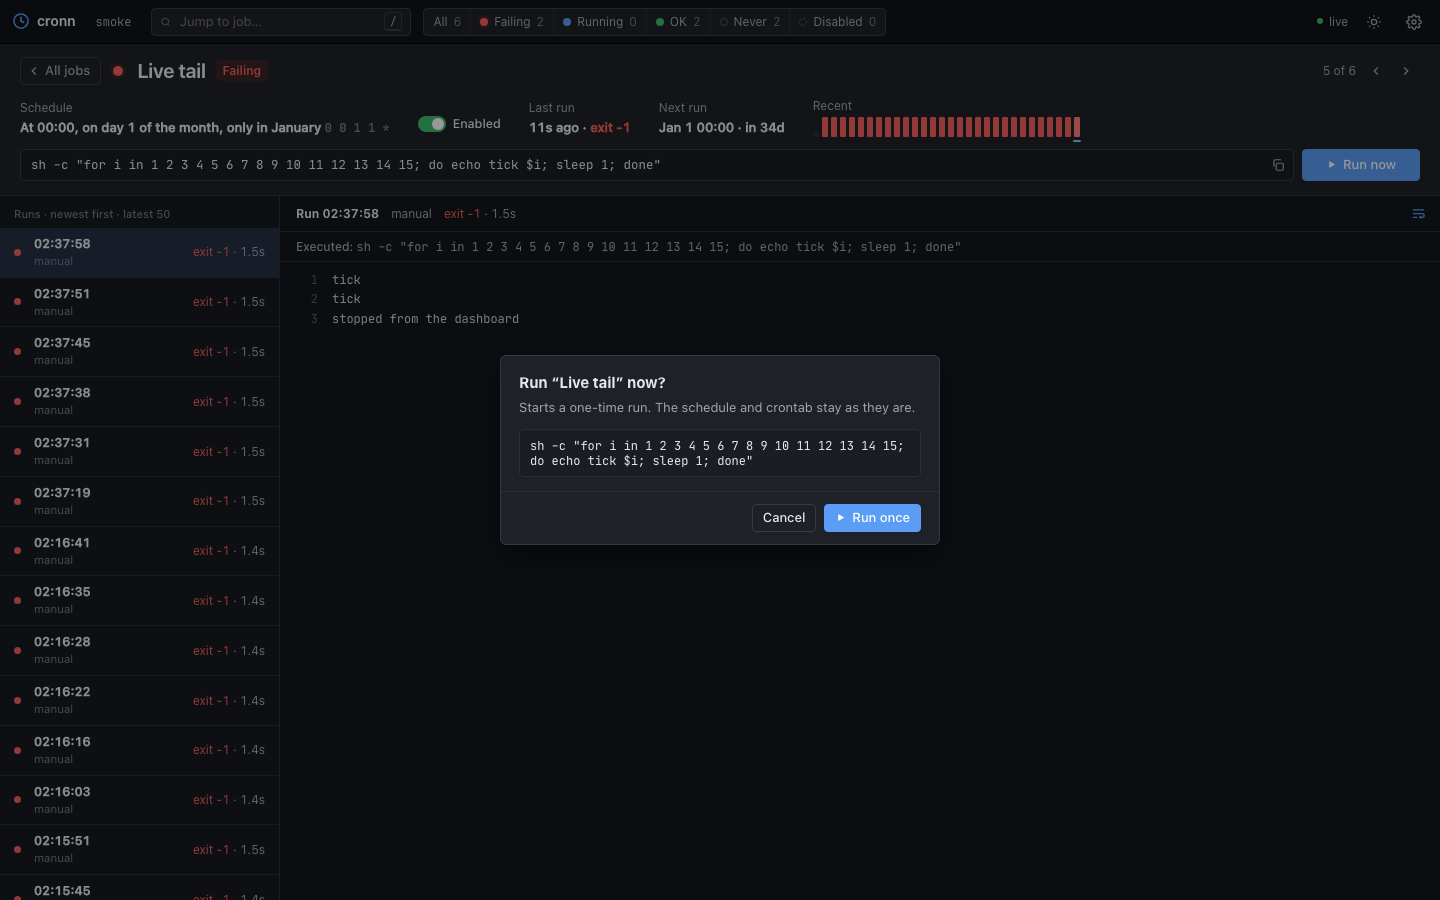 cronn smoke Jump to job... / All 6 Failing 2 Running 0 OK 2 Never 2 Disabled 0 live
All jobs Live tail Failing 5 of 6
Schedule
At 00:00, on day 1 of the month, only in January 0 0 1 1 *
Enabled
Last run
11s ago · exit -1
Next run
Jan 1 00:00 · in 34d
Recent
sh -c "for i in 1 2 3 4 5 6 7 8 9 10 11 12 13 14 15; do echo tick $i; sleep 1; done"
Run now
Runs · newest first · latest 50
02:37:58
manual
exit -1 · 1.5s
02:37:51
manual
exit -1 · 1.5s
02:37:45
manual
exit -1 · 1.5s
02:37:38
manual
exit -1 · 1.5s
02:37:31
manual
exit -1 · 1.5s
02:37:19
manual
exit -1 · 1.5s
02:16:41
manual
exit -1 · 1.4s
02:16:35
manual
exit -1 · 1.4s
02:16:28
manual
exit -1 · 1.4s
02:16:22
manual
exit -1 · 1.4s
02:16:16
manual
exit -1 · 1.4s
02:16:03
manual
exit -1 · 1.4s
02:15:51
manual
exit -1 · 1.5s
02:15:45
exit -1 · 1.4s
Run 02:37:58 manual exit -1 · 1.5s
Executed: sh -c "for i in 1 2 3 4 5 6 7 8 9 10 11 12 13 14 15; do echo tick $i; sleep 1; done"
1 tick
2 tick
3 stopped from the dashboard
Run “Live tail” now?
Starts a one-time run. The schedule and crontab stay as they are.
sh -c "for i in 1 2 3 4 5 6 7 8 9 10 11 12 13 14 15;
do echo tick $i; sleep 1; done"
Cancel Run once